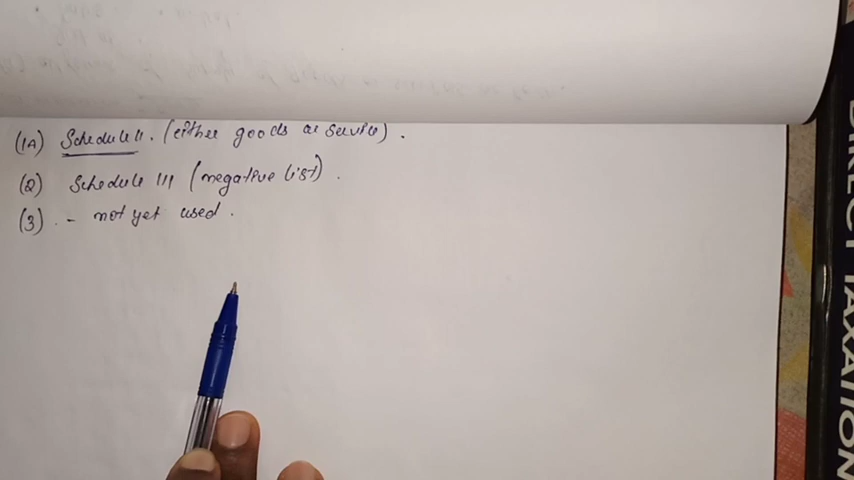 (1A) Schedule II. (either goods or service).
(2) Schedule III (negative list).
(3). - not yet used.
DIRECT TAXATION